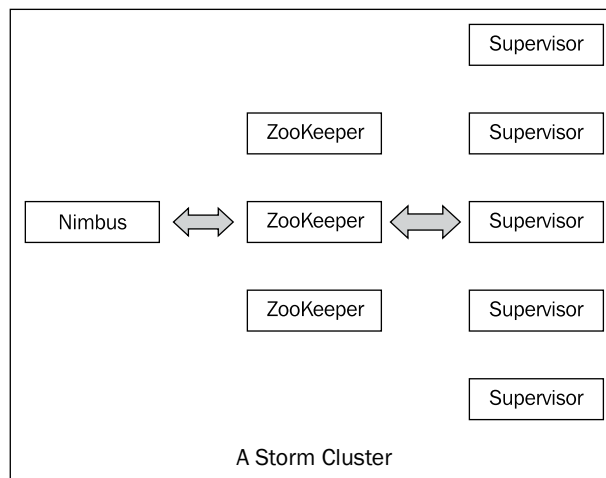 Supervisor
ZooKeeper
Supervisor
Nimbus
ZooKeeper
Supervisor
ZooKeeper
Supervisor
Supervisor
A Storm Cluster